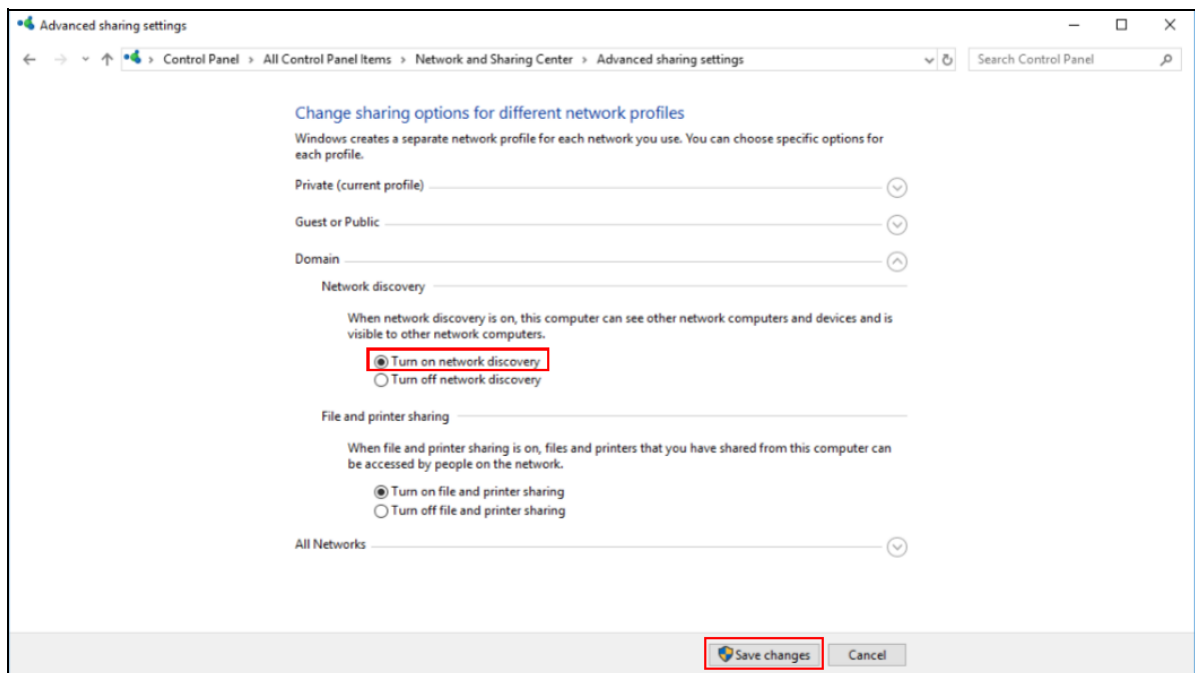 Advanced sharing settings
Control Panel > All Control Panel Items > Network and Sharing Center > Advanced sharing settings
Search Control Panel
Change sharing options for different network profiles
Windows creates a separate network profile for each network you use. You can choose specific options for
each profile.
Private (current profile)
Guest or Public
Domain
Network discovery
When network discovery is on, this computer can see other network computers and devices and is
visible to other network computers.
Turn on network discovery
Turn off network discovery
File and printer sharing
When file and printer sharing is on, files and printers that you have shared from this computer can
be accessed by people on the network.
Turn on file and printer sharing
Turn off file and printer sharing
All Networks
Save changes
Cancel